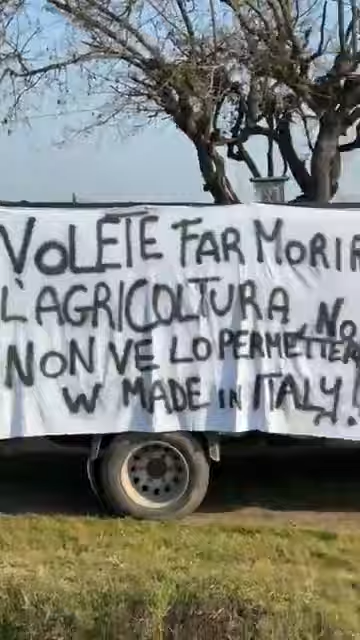 VOLETE FAR MORIR
L'AGRICOLTURA, NO
NON VE LO PERMETTER
W MADE IN ITALY!